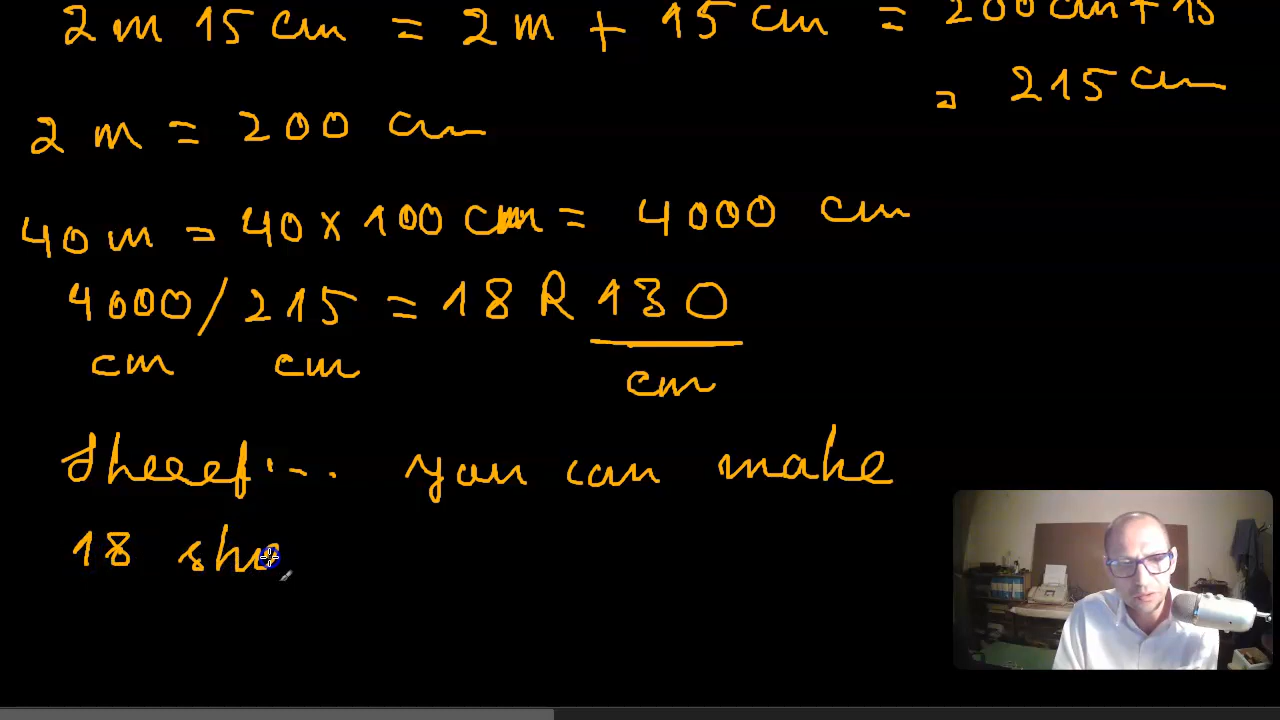 2 m 15 cm = 2 m + 15 cm = 200 cm + 15
= 215 cm
2 m = 200 cm
40 m = 40 x 100 cm = 4000 cm
4000 / 215 = 18 R 130
cm cm cm
you can make
18 sho